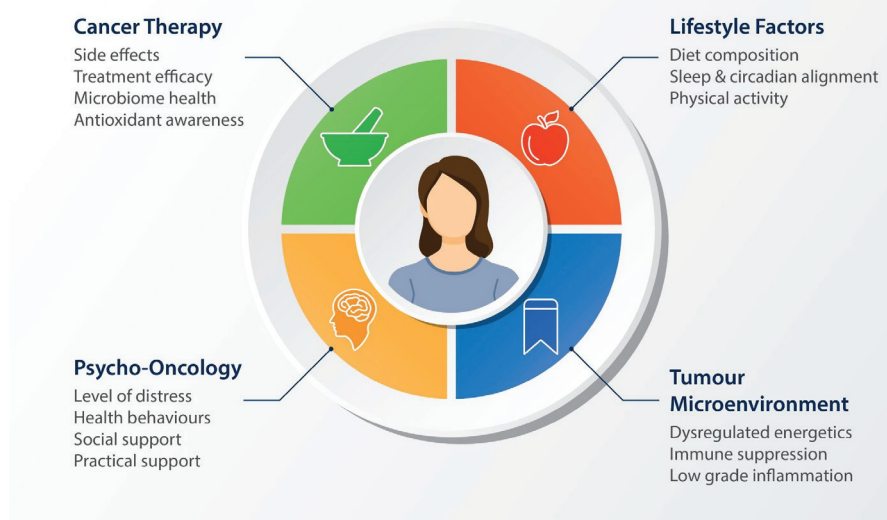 Cancer Therapy
Side effects
Treatment efficacy
Microbiome health
Antioxidant awareness
Lifestyle Factors
Diet composition
Sleep & circadian alignment
Physical activity
Psycho-Oncology
Level of distress
Health behaviours
Social support
Practical support
Tumour
Microenvironment
Dysregulated energetics
Immune suppression
Low grade inflammation